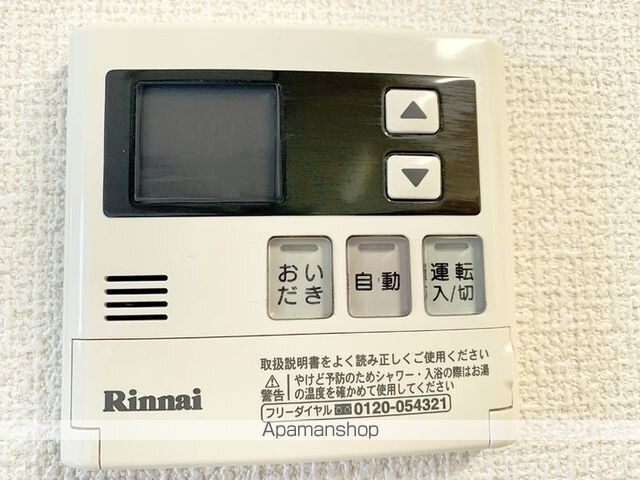 おい
だき
自動
運転
入/切
取扱説明書をよく読み正しくご使用ください
警告
やけど予防のためシャワー・入浴の際はお湯
の温度を確かめて使用してください
Rinnai
フリーダイヤル 0120-054321
Apamanshop